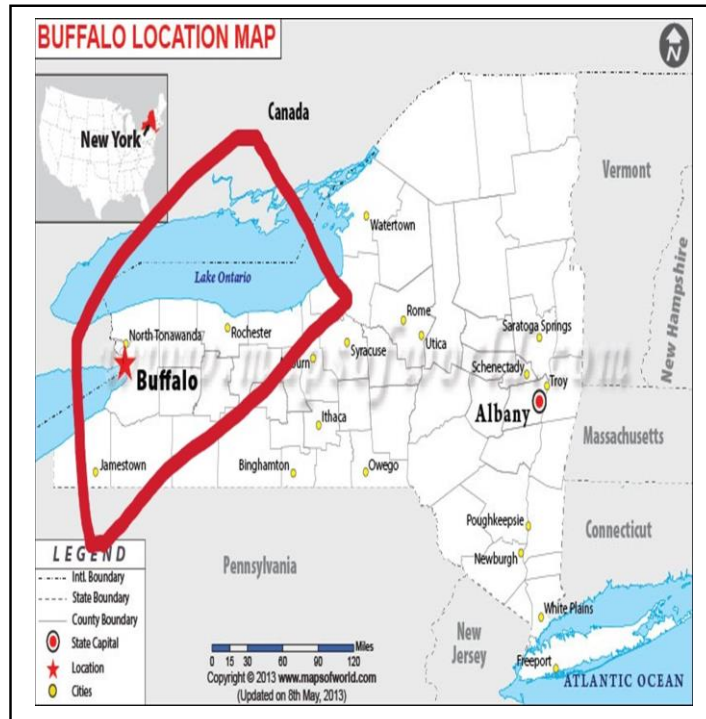 BUFFALO LOCATION MAP
Canada
New York
Vermont
Watertown
New Hampshire
Lake Ontario
North Tonawanda
Rochester
Rome
Utica
Saratoga Springs
Syracuse
Schenectady
Troy
Buffalo
www.mapsofworld.com
Albany
Ithaca
Massachusetts
Jamestown
Binghamton
Owego
Poughkeepsie
Connecticut
Newburgh
Pennsylvania
LEGEND
Intl. Boundary
State Boundary
County Boundary
State Capital
Location
Cities
White Plains
New
Jersey
Freeport
ATLANTIC OCEAN
Miles
0 15 30 60 90 120
Copyright © 2013 www.mapsofworld.com
(Updated on 8th May, 2013)